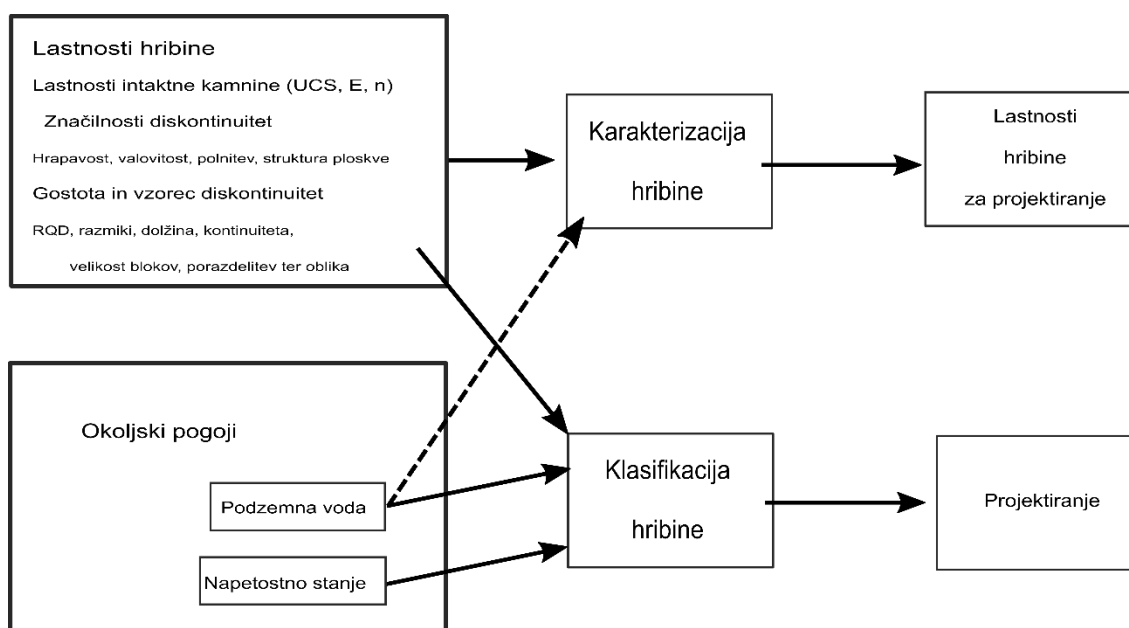 Lastnosti hribine
Lastnosti intaktne kamnine (UCS, E, n)
Značilnosti diskontinuitet
Hrapavost, valovitost, polnitev, struktura ploskve
Gostota in vzorec diskontinuitet
RQD, razmiki, dolžina, kontinuiteta,
velikost blokov, porazdelitev ter oblika
Karakterizacija
hribine
Lastnosti
hribine
za projektiranje
Okoljski pogoji
Podzemna voda
Napetostno stanje
Klasifikacija
hribine
Projektiranje